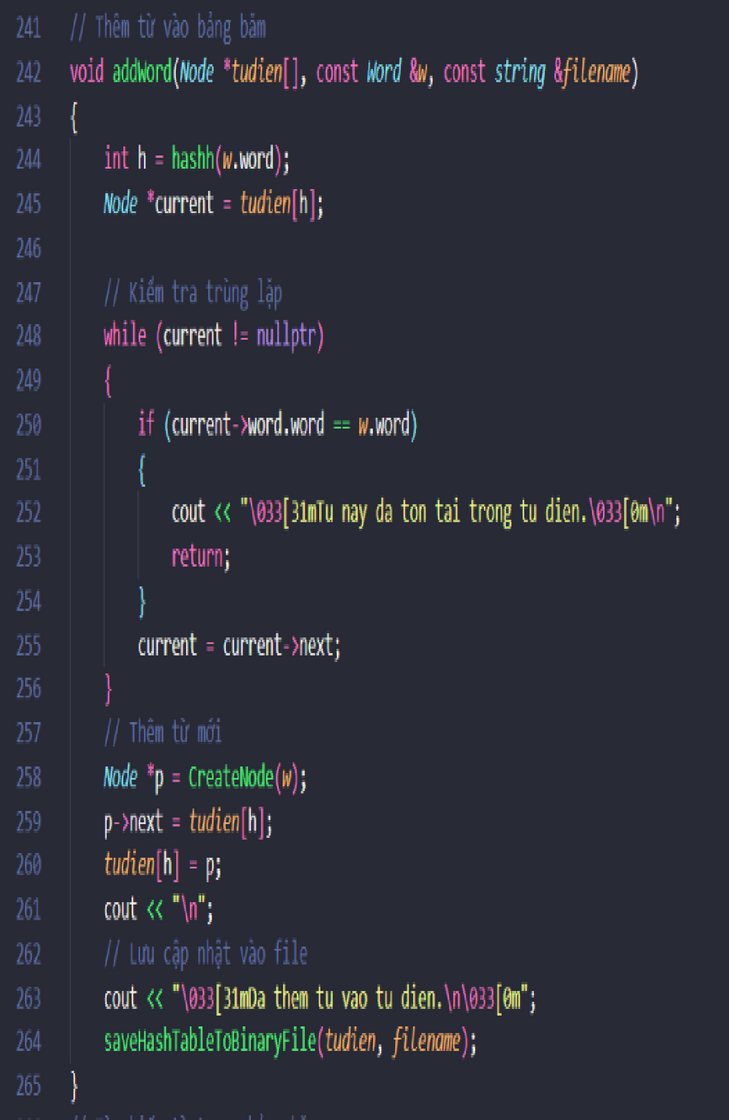 241 // Thêm từ vào bảng băm
242 void addWord(Node *tudien[], const Word &w, const string &filename)
243 {
244 int h = hashh(w.word);
245 Node *current = tudien[h];
246
247 // Kiểm tra trùng lặp
248 while (current != nullptr)
249 {
250 if (current->word.word == w.word)
251 {
252 cout << "\033[31mTu nay da ton tai trong tu dien.\033[0m\n";
253 return;
254 }
255 current = current->next;
256 }
257 // Thêm từ mới
258 Node *p = CreateNode(w);
259 p->next = tudien[h];
260 tudien[h] = p;
261 cout << "\n";
262 // Lưu cập nhật vào file
263 cout << "\033[31mDa them tu vao tu dien.\n\033[0m";
264 saveHashTableToBinaryFile(tudien, filename);
265 }